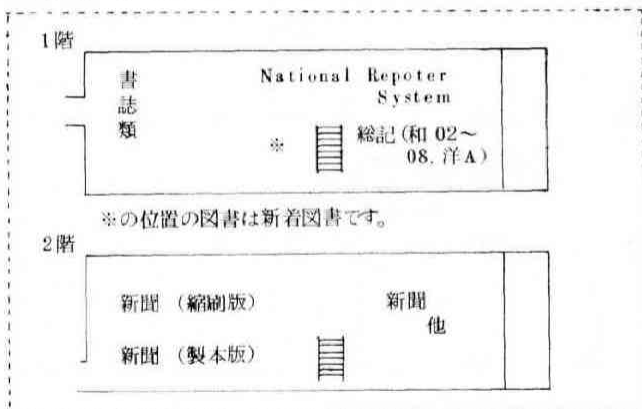 1階
書誌類
National Repoter
System
※
総記(和02～
08.洋A)
※の位置の図書は新着図書です。
2階
新聞(縮刷版)
新聞
他
新聞(製本版)